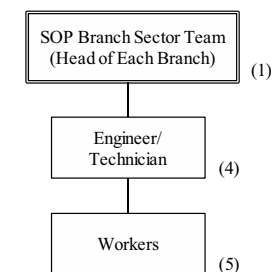 SOP Branch Sector Team
(Head of Each Branch)
(1)
Engineer/
Technician
(4)
Workers
(5)